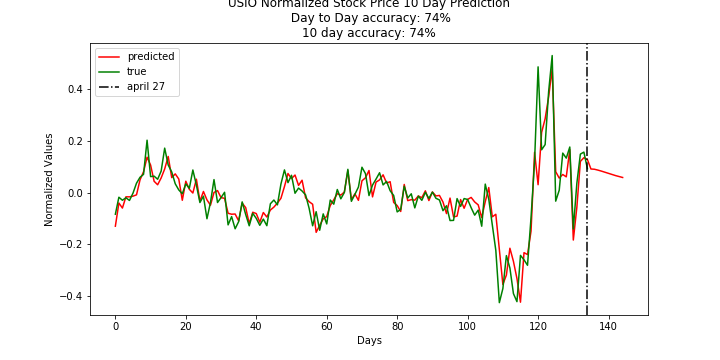 USIO Normalized Stock Price 10 Day Prediction
Day to Day accuracy: 74%
10 day accuracy: 74%
predicted
true
april 27
0.4
0.2
0.0
−0.2
−0.4
Normalized Values
0
20
40
60
80
100
120
140
Days